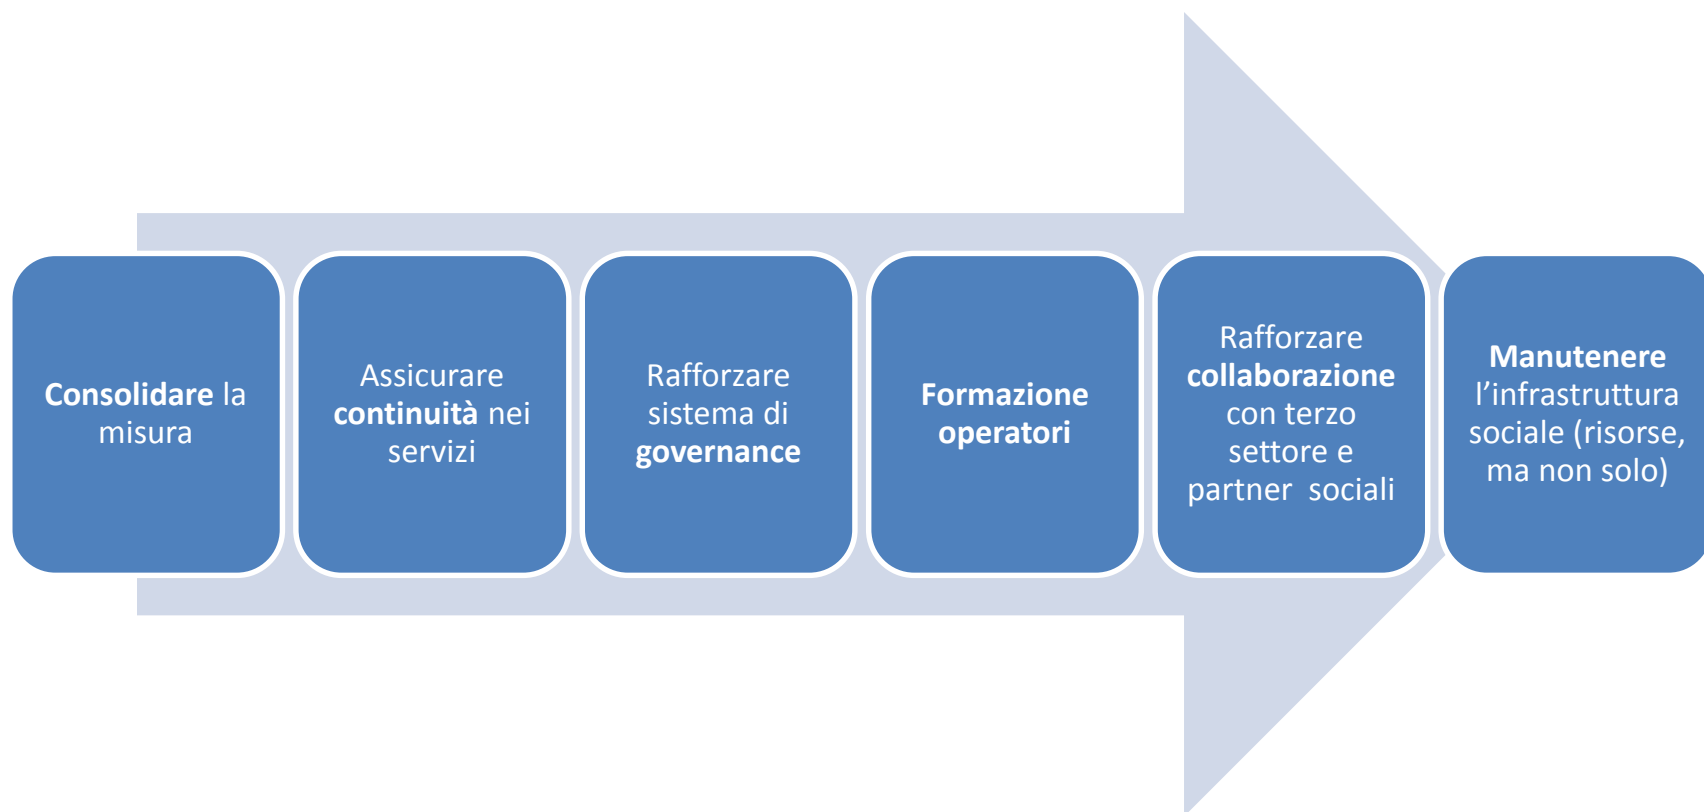 Consolidare la
misura
Assicurare
continuità nei
servizi
Rafforzare
sistema di
governance
Formazione
operatori
Rafforzare
collaborazione
con terzo
settore e
partner  sociali
Manutenere
l’infrastruttura
sociale (risorse,
ma non solo)